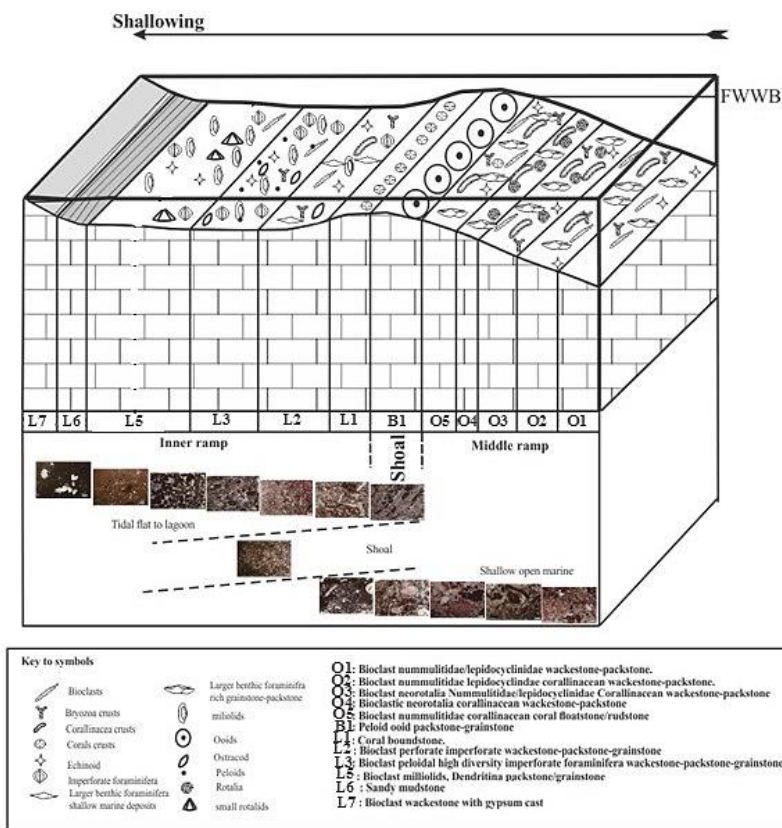 Shallowing
FWWB
L7 L6 L5 L3 L2 L1 B1 O5 O4 O3 O2 O1
Inner ramp
Shoal
Middle ramp
Tidal flat to lagoon
Shoal
Shallow open marine
Key to symbols
Bioclasts
Bryozoa crusts
Corallinacea crusts
Corals crusts
Echinoid
Imperforate foraminifera
Larger benthic foraminifera
shallow marine deposits
Larger benthic foraminifra
rich grainstone-packstone
miliolids
Ooids
Ostracod
Peloids
Rotalia
small rotalids
O1: Bioclast nummulitidae/lepidocyclinidae wackestone-packstone.
O2: Bioclast nummulitidae lepidocyclindae corallinacean wackestone-packstone.
O3: Bioclast neorotalia Nummulitidae/lepidocyclinidae Corallinacean wackestone-packstone
O4: Bioclastic neorotalia corallinacean wackestone-packstone
O5: Bioclast nummulitidae corallinacean coral floatstone/rudstone
B1: Peloid ooid packstone-grainstone
L1: Coral boundstone.
L2: Bioclast perforate imperforate wackestone-packstone-grainstone
L3: Bioclast peloidal high diversity imperforate foraminifera wackestone-packstone-grainstone
L5: Bioclast milliolids, Dendritina packstone/grainstone
L6 : Sandy mudstone
L7 : Bioclast wackestone with gypsum cast